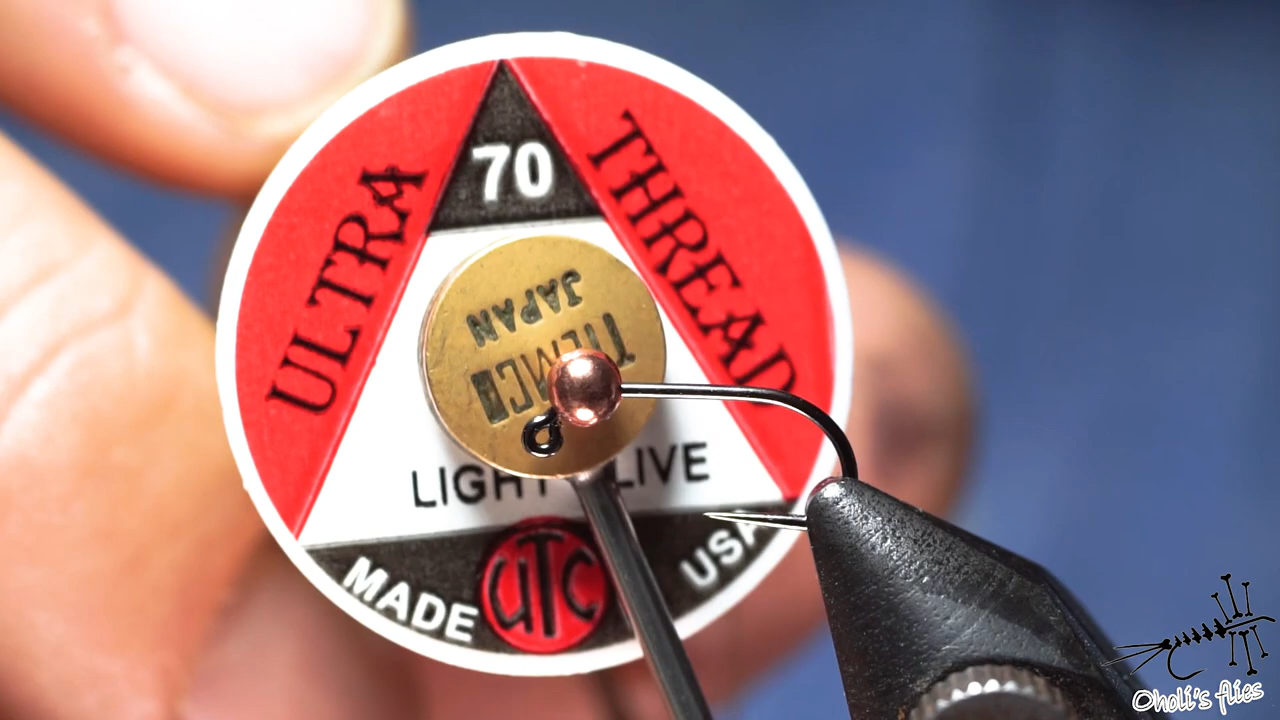 70
ULTRA
THREAD
JAPAN
TIEMCO
LIGHT
LIVE
MADE
UTC
USA
Oholi's flies